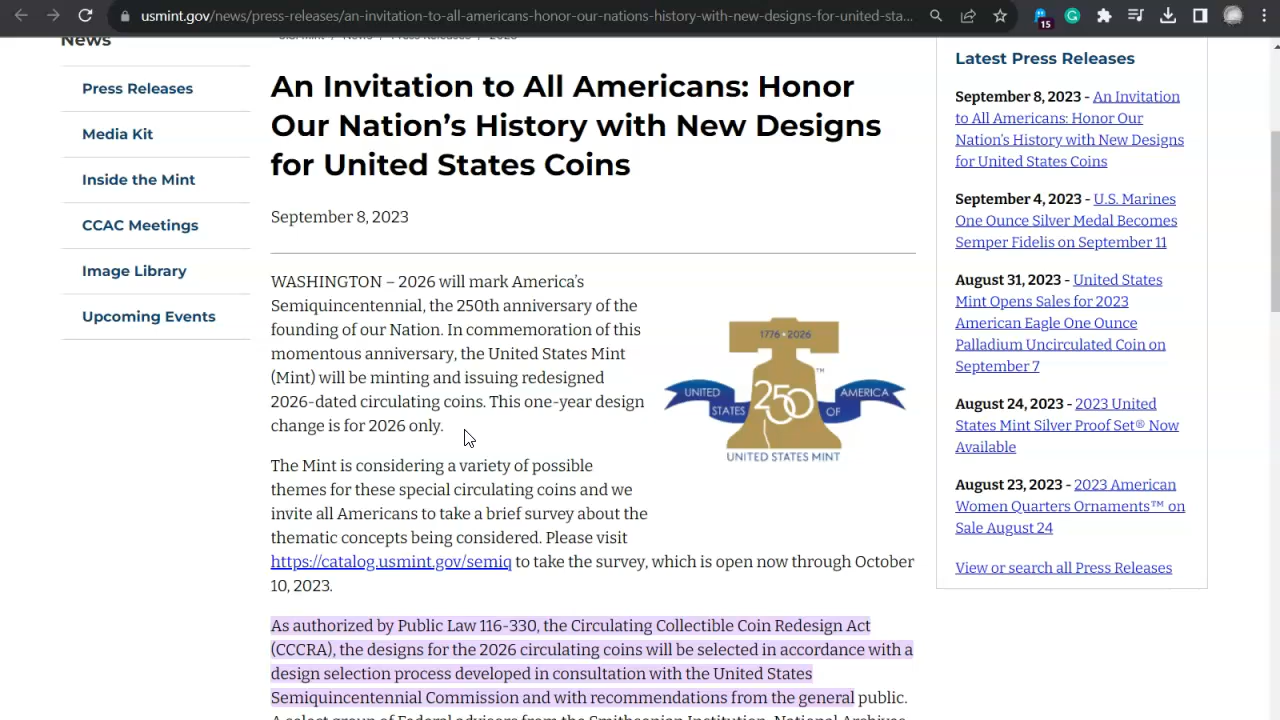 usmint.gov/news/press-releases/an-invitation-to-all-americans-honor-our-nations-history-with-new-designs-for-united-sta...
15
News
Press Releases
Media Kit
Inside the Mint
CCAC Meetings
Image Library
Upcoming Events
An Invitation to All Americans: Honor
Our Nation’s History with New Designs
for United States Coins
September 8, 2023
WASHINGTON – 2026 will mark America’s
Semiquincentennial, the 250th anniversary of the
founding of our Nation. In commemoration of this
momentous anniversary, the United States Mint
(Mint) will be minting and issuing redesigned
2026-dated circulating coins. This one-year design
change is for 2026 only.
1776 2026
UNITED STATES 250 OF AMERICA
™
UNITED STATES MINT
The Mint is considering a variety of possible
themes for these special circulating coins and we
invite all Americans to take a brief survey about the
thematic concepts being considered. Please visit
https://catalog.usmint.gov/semiq to take the survey, which is open now through October
10, 2023.
As authorized by Public Law 116-330, the Circulating Collectible Coin Redesign Act
(CCCRA), the designs for the 2026 circulating coins will be selected in accordance with a
design selection process developed in consultation with the United States
Semiquincentennial Commission and with recommendations from the general public.
A select group of Federal advisors from the Smithsonian Institution, National Archives
Latest Press Releases
September 8, 2023 - An Invitation
to All Americans: Honor Our
Nation’s History with New Designs
for United States Coins
September 4, 2023 - U.S. Marines
One Ounce Silver Medal Becomes
Semper Fidelis on September 11
August 31, 2023 - United States
Mint Opens Sales for 2023
American Eagle One Ounce
Palladium Uncirculated Coin on
September 7
August 24, 2023 - 2023 United
States Mint Silver Proof Set® Now
Available
August 23, 2023 - 2023 American
Women Quarters Ornaments™ on
Sale August 24
View or search all Press Releases